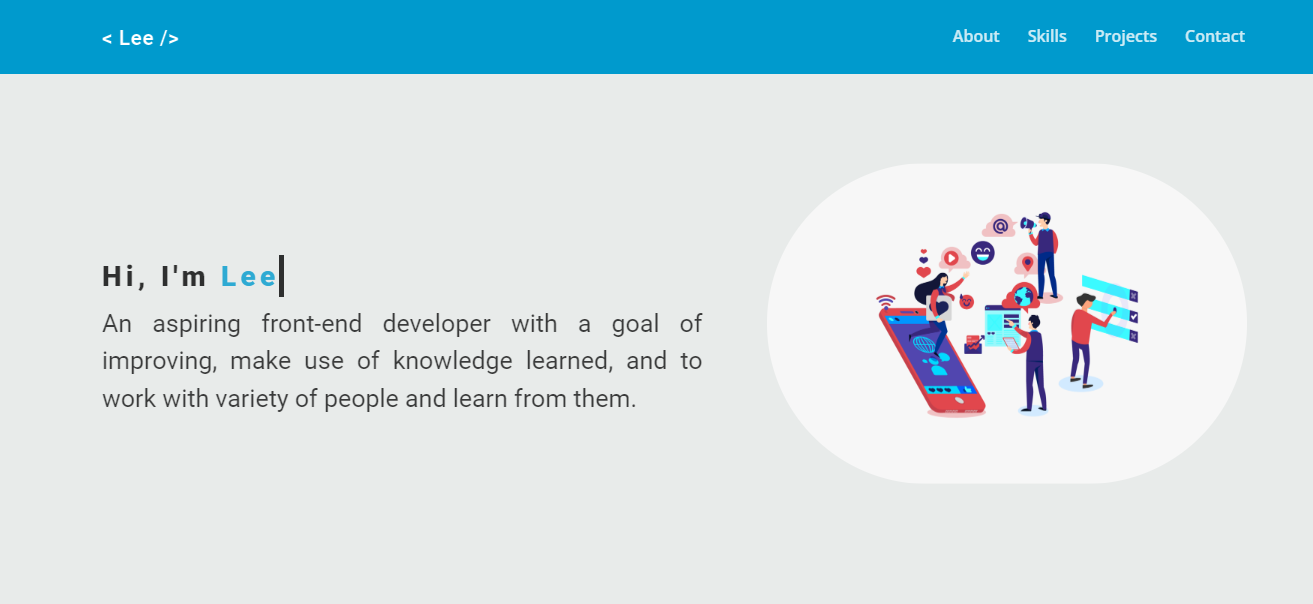 < Lee />
About Skills Projects Contact
Hi, I'm Lee
An aspiring front-end developer with a goal of
improving, make use of knowledge learned, and to
work with variety of people and learn from them.
@